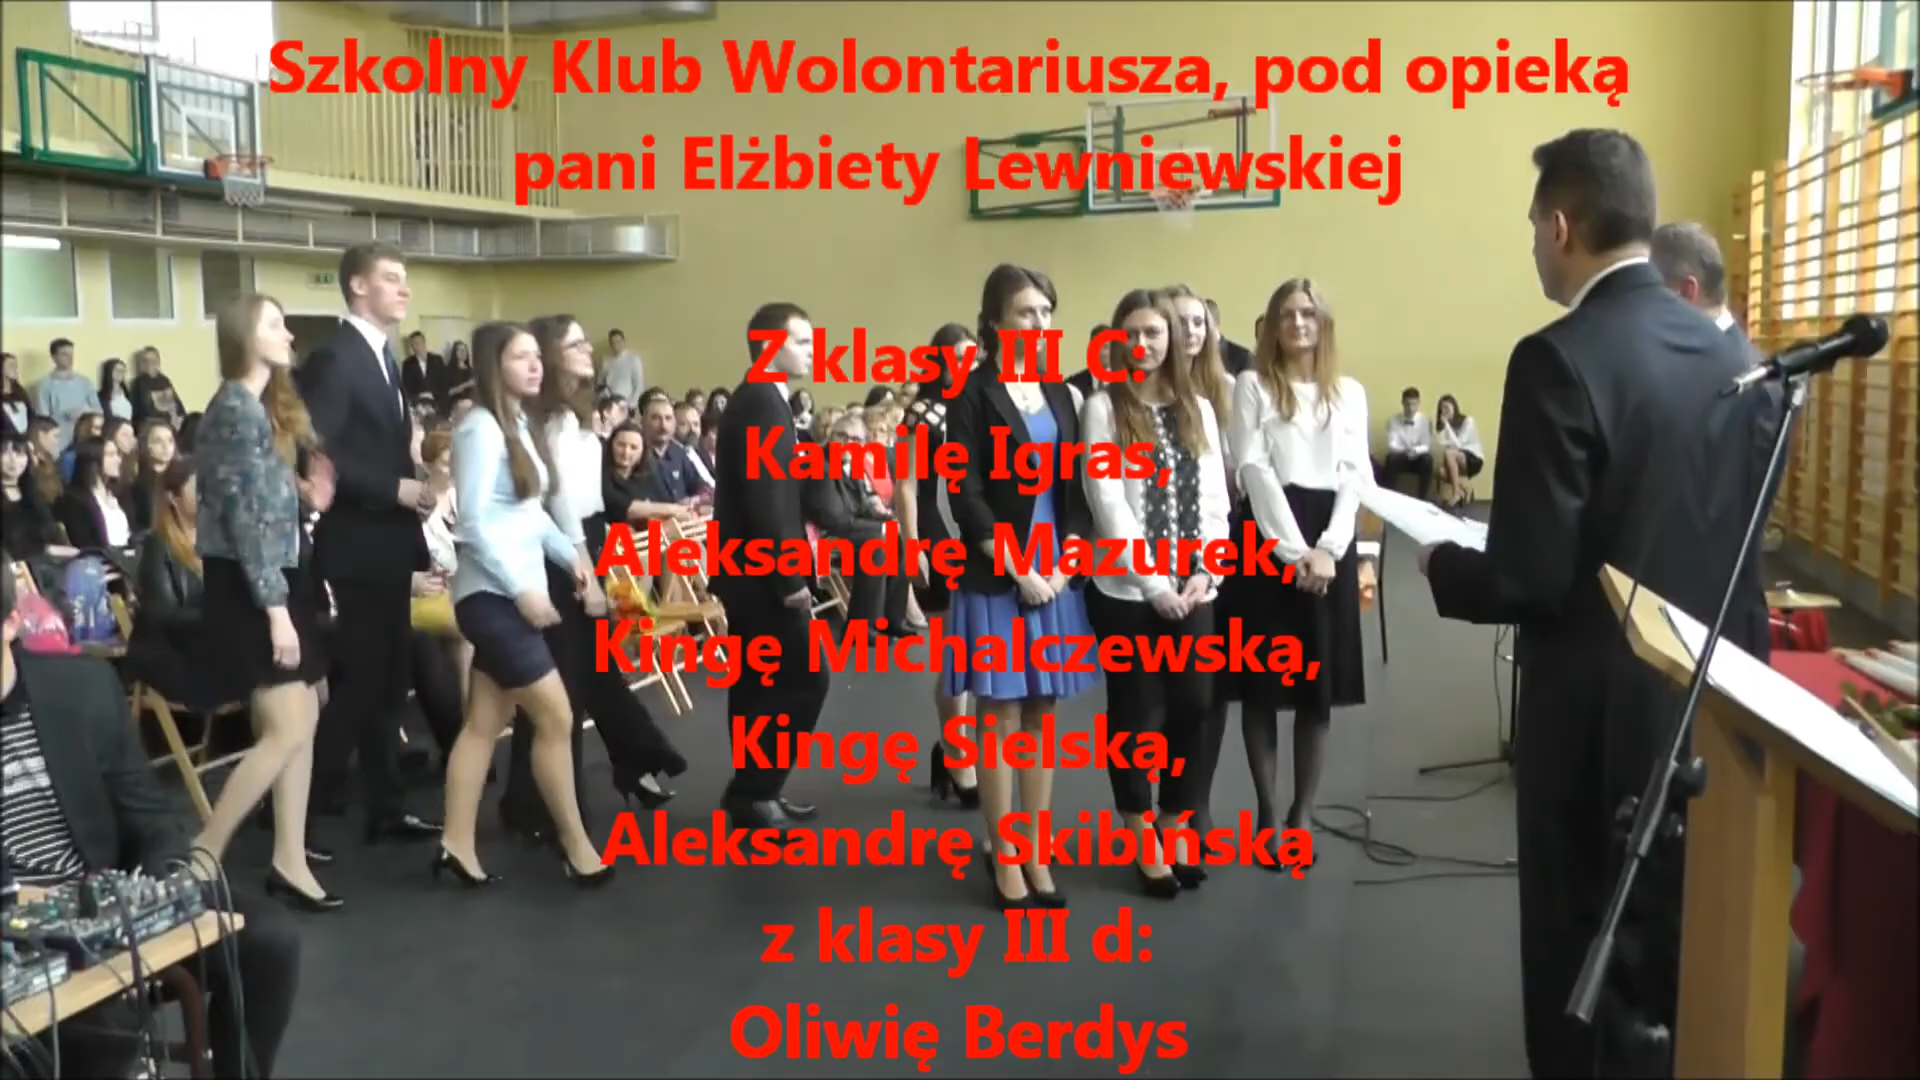 Szkolny Klub Wolontariusza, pod opieką
pani Elżbiety Lewniewskiej
Z klasy III C:
Kamilę Igras,
Aleksandrę Mazurek,
Kingę Michalczewską,
Kingę Sielską,
Aleksandrę Skibińską
z klasy III d:
Oliwię Berdys